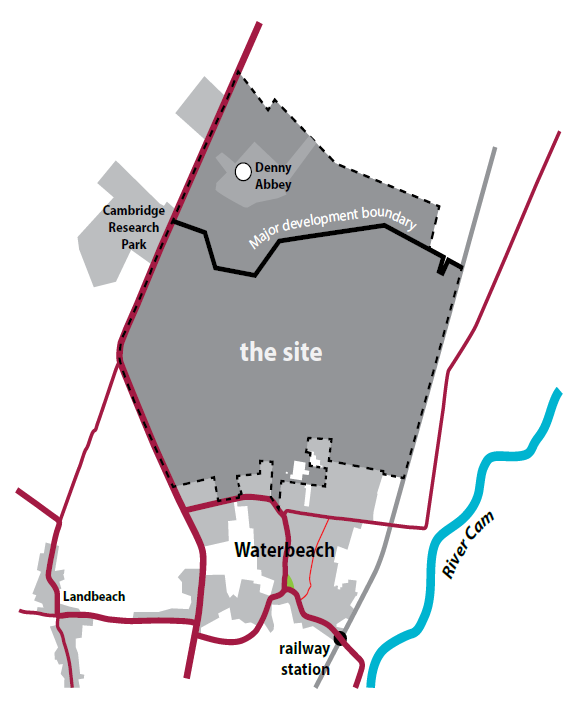 Denny
Abbey
Cambridge
Research
Park
Major development boundary
the site
Waterbeach
River Cam
Landbeach
railway
station